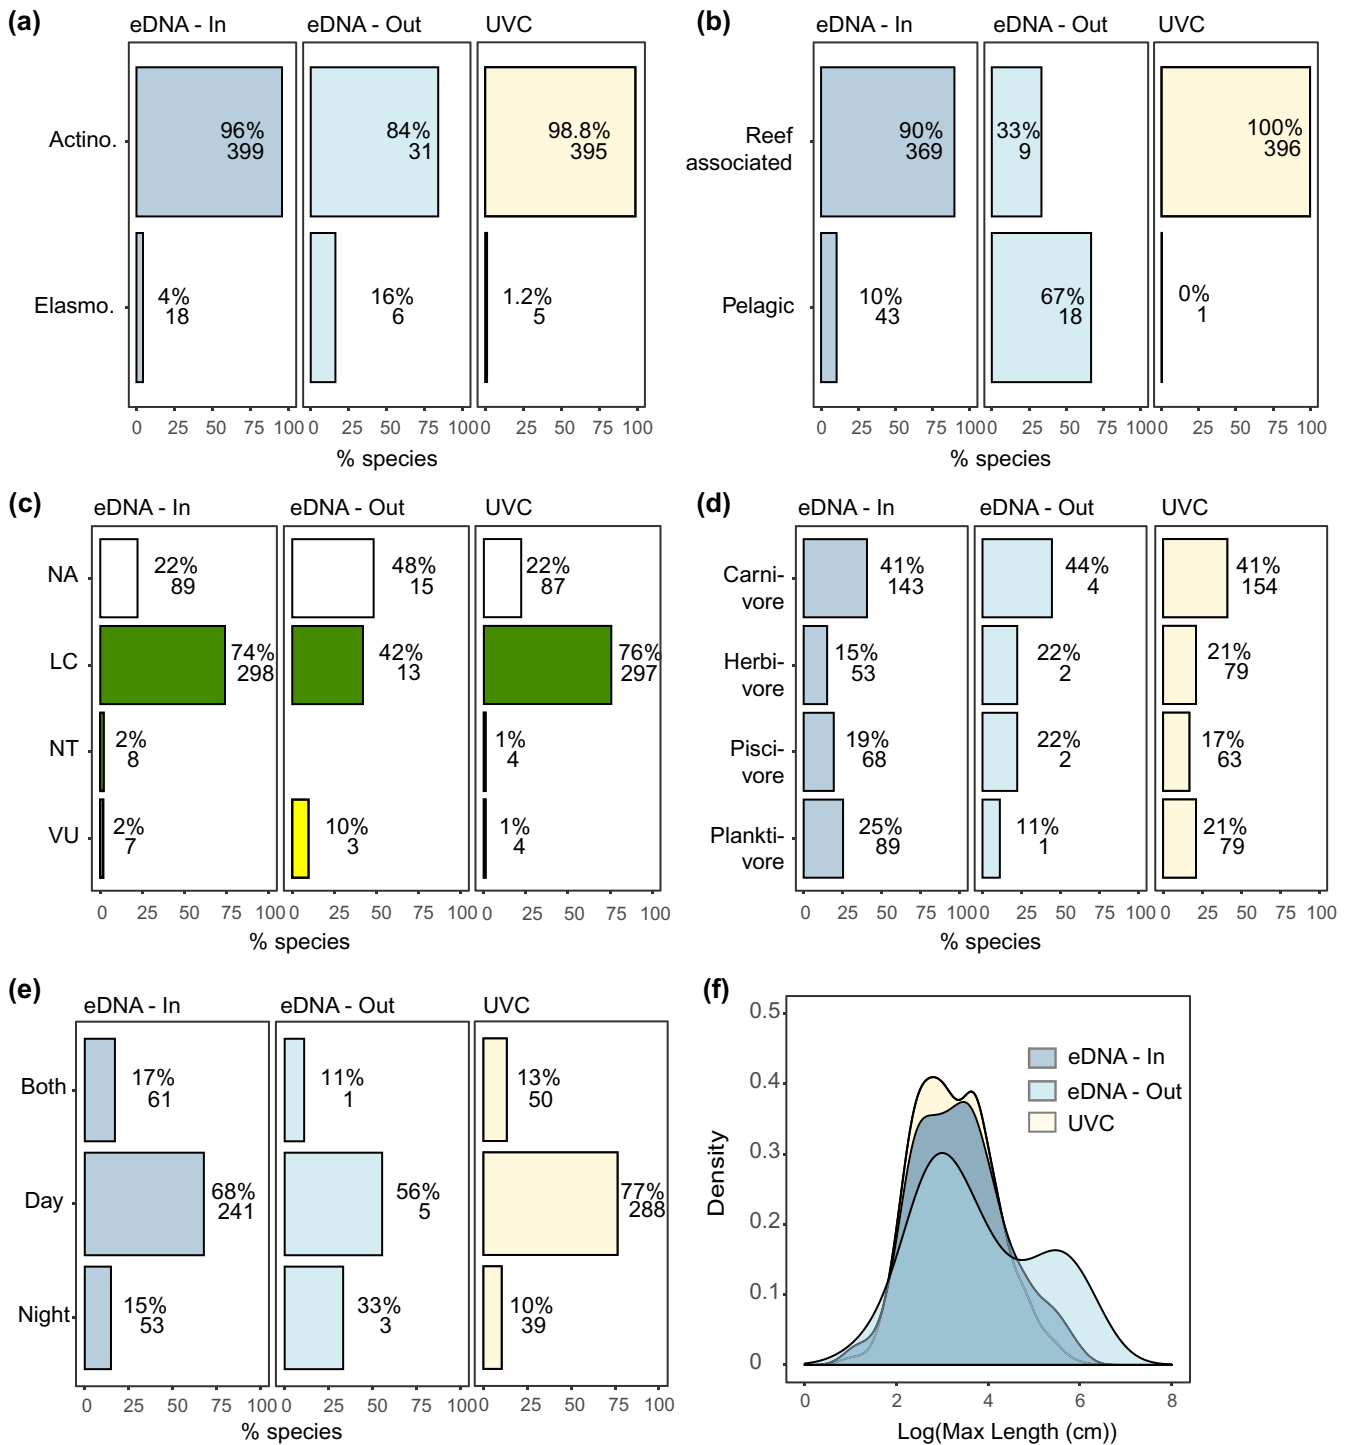 (a)
eDNA - In
eDNA - Out
UVC
Actino.
96%
399
84%
31
98.8%
395
Elasmo.
4%
18
16%
6
1.2%
5
0 25 50 75 100 0 25 50 75 100 0 25 50 75 100
% species
(b)
eDNA - In
eDNA - Out
UVC
Reef
associated
90%
369
33%
9
100%
396
Pelagic
10%
43
67%
18
0%
1
0 25 50 75 100 0 25 50 75 100 0 25 50 75 100
% species
(c)
eDNA - In
eDNA - Out
UVC
NA
22%
89
48%
15
22%
87
LC
74%
298
42%
13
76%
297
NT
2%
8
1%
4
VU
2%
7
10%
3
1%
4
0 25 50 75 100 0 25 50 75 100 0 25 50 75 100
% species
(d)
eDNA - In
eDNA - Out
UVC
Carni-
vore
41%
143
44%
4
41%
154
Herbi-
vore
15%
53
22%
2
21%
79
Pisci-
vore
19%
68
22%
2
17%
63
Plankti-
vore
25%
89
11%
1
21%
79
0 25 50 75 100 0 25 50 75 100 0 25 50 75 100
% species
(e)
eDNA - In
eDNA - Out
UVC
Both
17%
61
11%
1
13%
50
Day
68%
241
56%
5
77%
288
Night
15%
53
33%
3
10%
39
0 25 50 75 100 0 25 50 75 100 0 25 50 75 100
% species
(f)
0.5
0.4
0.3
0.2
0.1
0
Density
eDNA - In
eDNA - Out
UVC
0 2 4 6 8
Log(Max Length (cm))